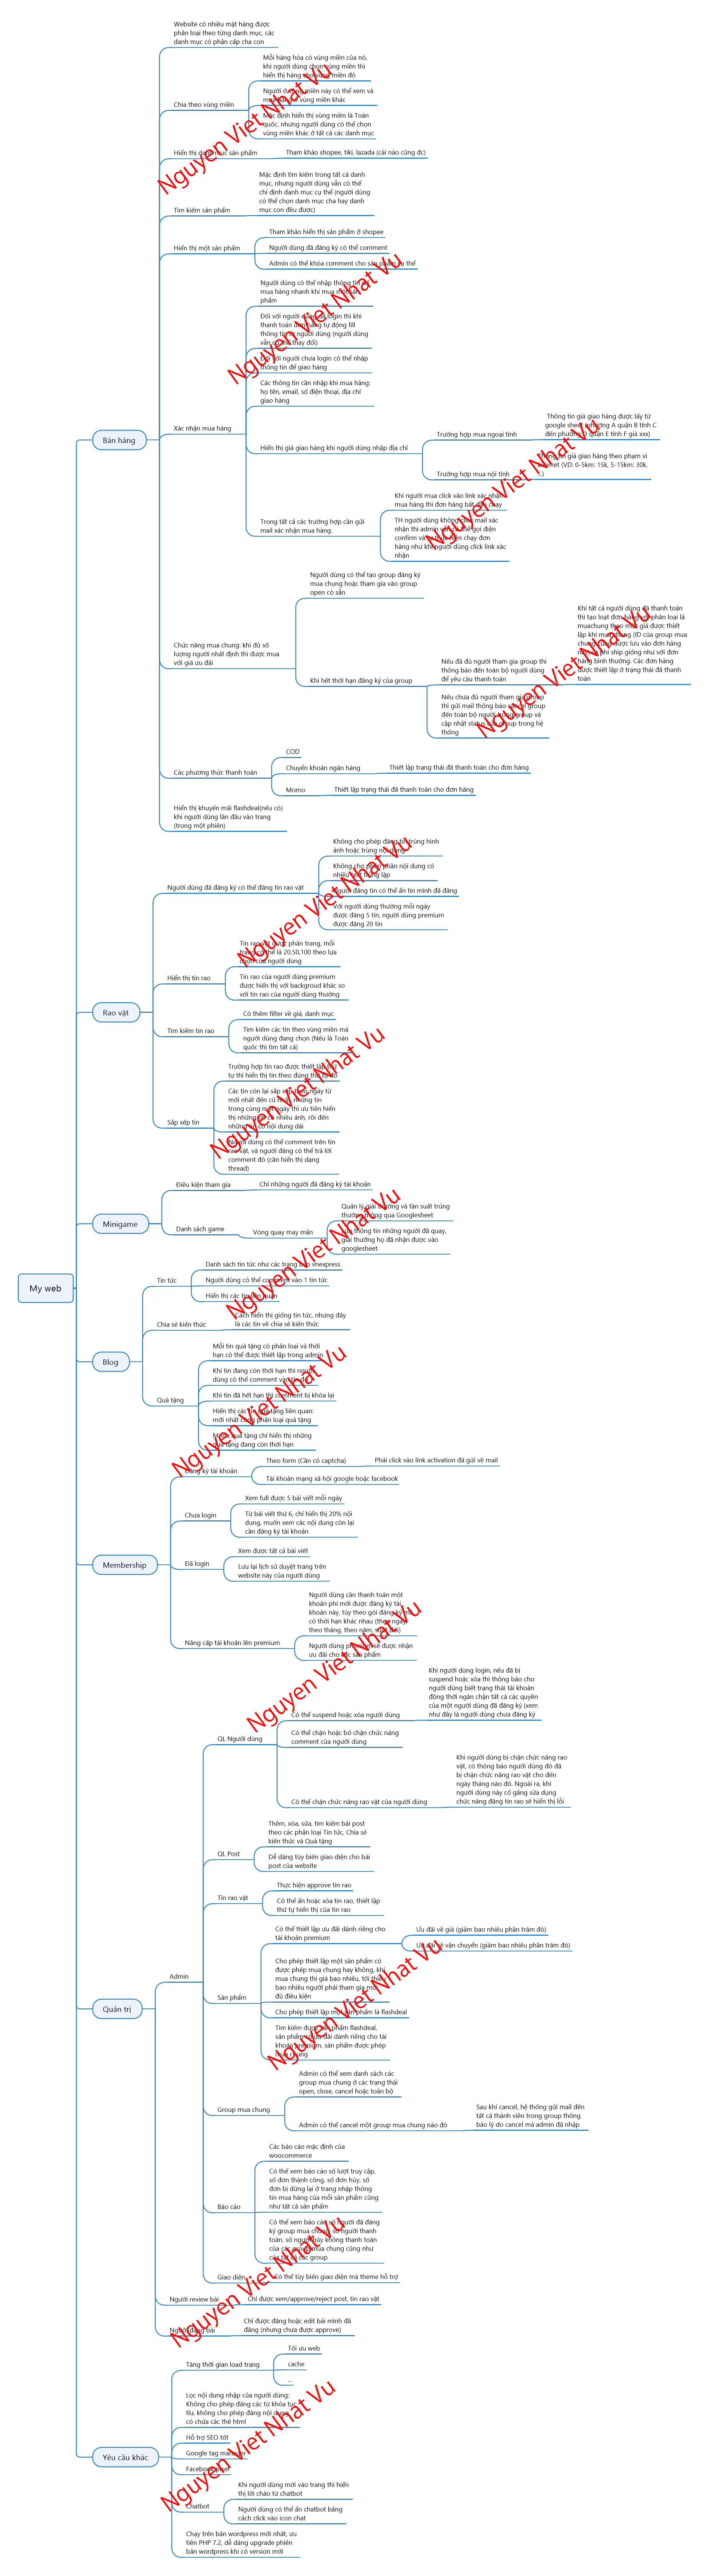 Website có nhiều mặt hàng được
phân loại theo từng danh mục, các
danh mục có phân cấp cha con
Mỗi hàng hóa có vùng miền của nó,
khi người dùng chọn vùng miền thì
hiển thị hàng cho vùng miền đó
Chia theo vùng miền
Người dùng
miền này có thể xem và
vùng miền khác
Mặc định hiển thị vùng miền là Toàn
quốc, nhưng người dùng có thể chọn
vùng miền khác ở tất cả các danh mục
Hiển thị danh mục sản phẩm
Tham khảo shopee, tiki, lazada (cái nào cũng đc)
Tìm kiếm sản phẩm
Mặc định tìm kiếm trong tất cả danh
mục, nhưng người dùng vẫn có thể
chỉ định danh mục cụ thể (người dùng
có thể chọn danh mục cha hay danh
mục con đều được)
Hiển thị một sản phẩm
Tham khảo hiển thị sản phẩm ở shopee
Người dùng đã đăng ký có thể comment
Admin có thể khóa comment cho sản phẩm cụ thể
Bán hàng
Xác nhận mua hàng
Người dùng có thể nhập thông tin
mua hàng nhanh khi mua một sản
phẩm
Đối với người dùng đã login thì khi
thanh toán đơn hàng tự động fill
thông tin từ người dùng (người dùng
vẫn có thể thay đổi)
Đối với người chưa login có thể nhập
thông tin để giao hàng
Các thông tin cần nhập khi mua hàng:
họ tên, email, số điện thoại, địa chỉ
giao hàng
Hiển thị giá giao hàng khi người dùng nhập địa chỉ
Trường hợp mua ngoại tỉnh
Thông tin giá giao hàng được lấy từ
google sheet (phường A quận B tỉnh C
đến phường D quận E tỉnh F giá xxx)
Trường hợp mua nội tỉnh
Thông tin giá giao hàng theo phạm vi
kilomet (VD: 0-5km: 15k, 5-15km: 30k,
...)
Trong tất cả các trường hợp cần gửi
mail xác nhận mua hàng.
Khi người mua click vào link xác nhận
mua hàng thì đơn hàng bắt đầu chạy
TH người dùng không click mail xác
nhận thì admin vẫn có thể gọi điện
confirm và thực hiện chạy đơn
hàng như khi người dùng click link xác
nhận
Chức năng mua chung: khi đủ số
lượng người nhất định thì được mua
với giá ưu đãi
Người dùng có thể tạo group đăng ký
mua chung hoặc tham gia vào group
open có sẵn
Khi hết thời hạn đăng ký của group
Nếu đã đủ người tham gia group thì
thông báo đến toàn bộ người dùng
để yêu cầu thanh toán
Khi tất cả người dùng đã thanh toán
thì tạo loạt đơn hàng với phân loại là
muachung theo mức giá được thiết
lập khi mua chung (ID của group mua
chung cũng được lưu vào đơn hàng
này) và phí ship giống như với đơn
hàng bình thường. Các đơn hàng
được thiết lập ở trạng thái đã thanh
toán
Nếu chưa đủ người tham gia group
thì gửi mail thông báo
group
đến toàn bộ người trong group và
cập nhật status của group trong hệ
thống
Các phương thức thanh toán
COD
Chuyển khoản ngân hàng
Thiết lập trạng thái đã thanh toán cho đơn hàng
Momo
Thiết lập trạng thái đã thanh toán cho đơn hàng
Hiển thị khuyến mãi flashdeal(nếu có)
khi người dùng lần đầu vào trang
(trong một phiên)
Rao vặt
Người dùng đã đăng ký có thể đăng tin rao vặt
Không cho phép đăng tin trùng hình
ảnh hoặc trùng nội dung
Không cho phép phần nội dung có
nhiều từ trùng lặp
Người đăng tin có thể ẩn tin mình đã đăng
Với người dùng thường mỗi ngày
được đăng 5 tin, người dùng premium
được đăng 20 tin
Hiển thị tin rao
Tin rao vặt được phân trang, mỗi
trang có thể là 20,50,100 theo lựa
chọn của người dùng
Tin rao của người dùng premium
được hiển thị với backgroud khác so
với tin rao của người dùng thường
Tìm kiếm tin rao
Có thêm filter về giá, danh mục
Tìm kiếm các tin theo vùng miền mà
người dùng đang chọn (Nếu là Toàn
quốc thì tìm tất cả)
Sắp xếp tin
Trường hợp tin rao được thiết lập thứ
tự thì hiển thị tin theo đúng thứ tự đó
Các tin còn lại sắp xếp theo ngày từ
mới nhất đến cũ nhất, những tin
trong cùng một ngày thì ưu tiên hiển
thị những tin có nhiều ảnh, rồi đến
những tin có nội dung dài
Người dùng có thể comment trên tin
rao vặt, và người đăng có thể trả lời
comment đó (cần hiển thị dạng
thread)
Minigame
Điều kiện tham gia
Chỉ những người đã đăng ký tài khoản
Danh sách game
Vòng quay may mắn
Quản lý giải thưởng và tần suất trúng
thưởng thông qua Googlesheet
Lưu thông tin những người đã quay,
giải thưởng họ đã nhận được vào
googlesheet
My web
Blog
Tin tức
Danh sách tin tức như các trang báo vnexpress
Người dùng có thể comment vào 1 tin tức
Hiển thị các tin liên quan
Chia sẻ kiến thức
Cách hiển thị giống tin tức, nhưng đây
là các tin về chia sẻ kiến thức
Quà tặng
Mỗi tin quà tặng có phân loại và thời
hạn có thể được thiết lập trong admin
Khi tin đang còn thời hạn thì người
dùng có thể comment vào tin đó
Khi tin đã hết hạn thì comment bị khóa lại
Hiển thị các tin quà tặng liên quan:
mới nhất cùng phân loại quà tặng
quà tặng chỉ hiển thị những
quà tặng đang còn thời hạn
Membership
Đăng ký tài khoản
Theo form (Cần có captcha)
Phải click vào link activation đã gửi về mail
Tài khoản mạng xã hội google hoặc facebook
Chưa login
Xem full được 5 bài viết mỗi ngày
Từ bài viết thứ 6, chỉ hiển thị 20% nội
dung, muốn xem các nội dung còn lại
cần đăng ký tài khoản
Đã login
Xem được tất cả bài viết
Lưu lại lịch sử duyệt trang trên
website này của người dùng
Nâng cấp tài khoản lên premium
Người dùng cần thanh toán một
khoản phí mới được đăng ký tài
khoản này, tùy theo gói đăng ký mà
có thời hạn khác nhau (theo ngày,
theo tháng, theo năm, suốt đời)
Người dùng premium sẽ được nhận
ưu đãi cho các sản phẩm
Quản trị
Admin
QL Người dùng
Có thể suspend hoặc xóa người dùng
Khi người dùng login, nếu đã bị
suspend hoặc xóa thì thông báo cho
người dùng biết trạng thái tài khoản
đồng thời ngăn chặn tất cả các quyền
của một người dùng đã đăng ký (xem
như đây là người dùng chưa đăng ký
Có thể chặn hoặc bỏ chặn chức năng
comment của người dùng
Có thể chặn chức năng rao vặt của người dùng
Khi người dùng bị chặn chức năng rao
vặt, có thông báo người dùng đó đã
bị chặn chức năng rao vặt cho đến
ngày tháng nào đó. Ngoài ra, khi
người dùng này cố gắng sửa dụng
chức năng đăng tin rao sẽ hiển thị lỗi
QL Post
Thêm, xóa, sửa, tìm kiếm bài post
theo các phân loại Tin tức, Chia sẻ
kiến thức và Quà tặng
Dễ dàng tùy biến giao diện cho bài
post của website
Tin rao vặt
Thực hiện approve tin rao
Có thể ẩn hoặc xóa tin rao, thiết lập
thứ tự hiển thị của tin rao
Sản phẩm
Có thể thiết lập ưu đãi dành riêng cho
tài khoản premium
Ưu đãi về giá (giảm bao nhiêu phần trăm đó)
Ưu đãi về vận chuyển (giảm bao nhiêu phần trăm đó)
Cho phép thiết lập một sản phẩm có
được phép mua chung hay không, khi
mua chung thì giá bao nhiêu, tối thiểu
bao nhiêu người phải tham gia mới
đủ điều kiện
Cho phép thiết lập một sản phẩm là flashdeal
Tìm kiếm được sản phẩm flashdeal,
sản phẩm có ưu đãi dành riêng cho tài
khoản premium, sản phẩm được phép
mua chung
Group mua chung
Admin có thể xem danh sách các
group mua chung ở các trạng thái
open, close, cancel hoặc toàn bộ
Admin có thể cancel một group mua chung nào đó
Sau khi cancel, hệ thống gửi mail đến
tất cả thành viên trong group thông
báo lý do cancel mà admin đã nhập
Báo cáo
Các báo cáo mặc định của
woocommerce
Có thể xem báo cáo số lượt truy cập,
số đơn thành công, số đơn hủy, số
đơn bị dừng lại ở trang nhập thông
tin mua hàng của mỗi sản phẩm cũng
như tất cả sản phẩm
Có thể xem báo cáo số người đã đăng
ký group mua chung, số người thanh
toán, số người hủy không thanh toán
của các group mua chung cũng như
của tất cả các group
Giao diện
Có thể tùy biến giao diện mà theme hỗ trợ
Người review bài
Chỉ được xem/approve/reject post, tin rao vặt
Người đăng bài
Chỉ được đăng hoặc edit bài mình đã
đăng (nhưng chưa được approve)
Yêu cầu khác
Tăng thời gian load trang
Tối ưu web
cache
...
Lọc nội dung nhập của người dùng:
Không cho phép đăng các từ khóa tục
tĩu, không cho phép đăng nội dung
có chứa các thẻ html
Hỗ trợ SEO tốt
Google tag manager
Facebook pixel
Chatbot
Khi người dùng mới vào trang thì hiển
thị lời chào từ chatbot
Người dùng có thể ẩn chatbot bằng
cách click vào icon chat
Chạy trên bản wordpress mới nhất, ưu
tiên PHP 7.2, dễ dàng upgrade phiên
bản wordpress khi có version mới
Nguyen Viet Nhat Vu
Nguyen Viet Nhat Vu
Nguyen Viet Nhat Vu
Nguyen Viet Nhat Vu
Nguyen Viet Nhat Vu
Nguyen Viet Nhat Vu
Nguyen Viet Nhat Vu
Nguyen Viet Nhat Vu
Nguyen Viet Nhat Vu
Nguyen Viet Nhat Vu
Nguyen Viet Nhat Vu
Nguyen Viet Nhat Vu